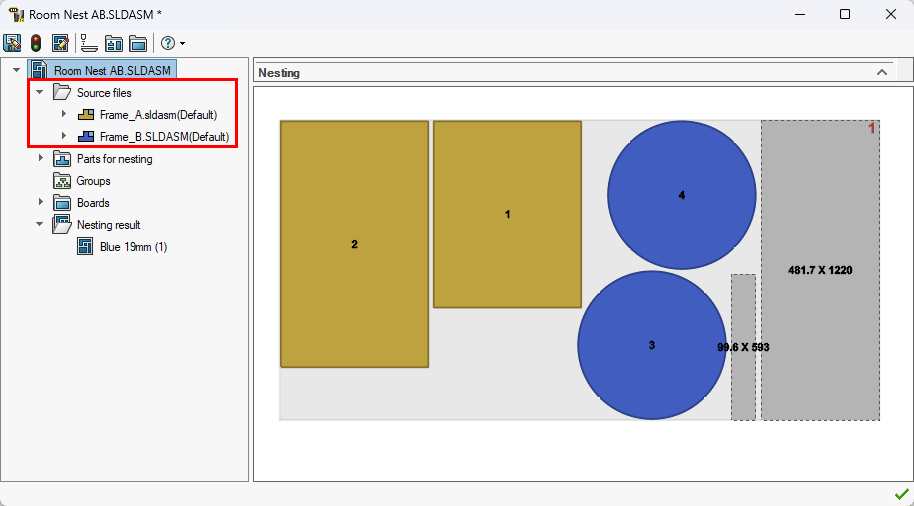 Room Nest AB.SLDASM *
Room Nest AB.SLDASM
Source files
Frame_A.sldasm(Default)
Frame_B.SLDASM(Default)
Parts for nesting
Groups
Boards
Nesting result
Blue 19mm (1)
Nesting
1
4
1
2
481.7 X 1220
3
99.6 X 593